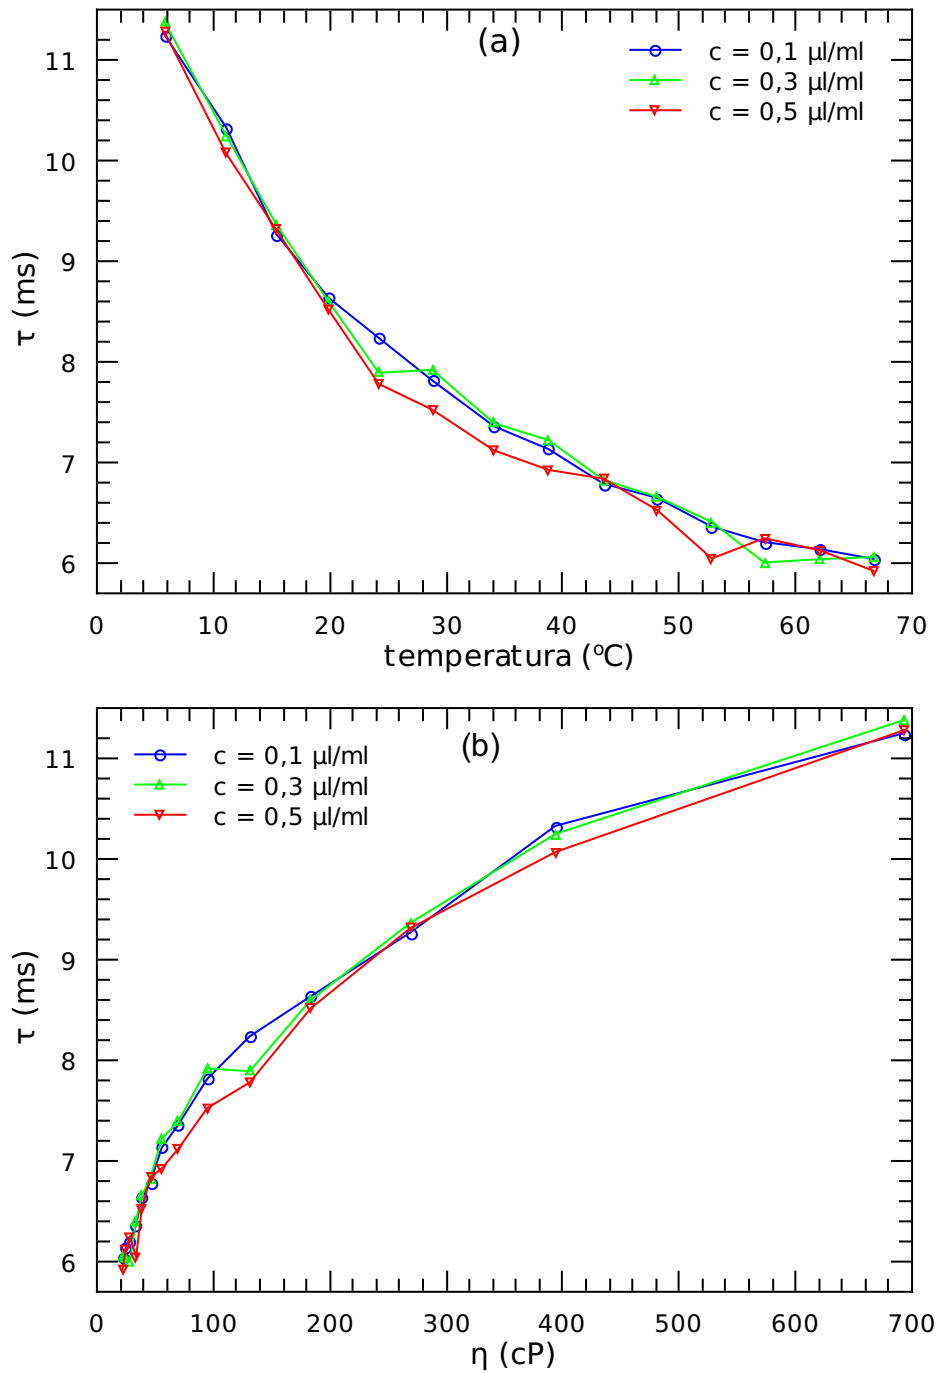 (a)
c = 0,1 µl/ml
c = 0,3 µl/ml
c = 0,5 µl/ml
11
10
9
8
7
6
τ (ms)
0 10 20 30 40 50 60 70
temperatura (ºC)
(b)
c = 0,1 µl/ml
c = 0,3 µl/ml
c = 0,5 µl/ml
11
10
9
8
7
6
τ (ms)
0 100 200 300 400 500 600 700
η (cP)